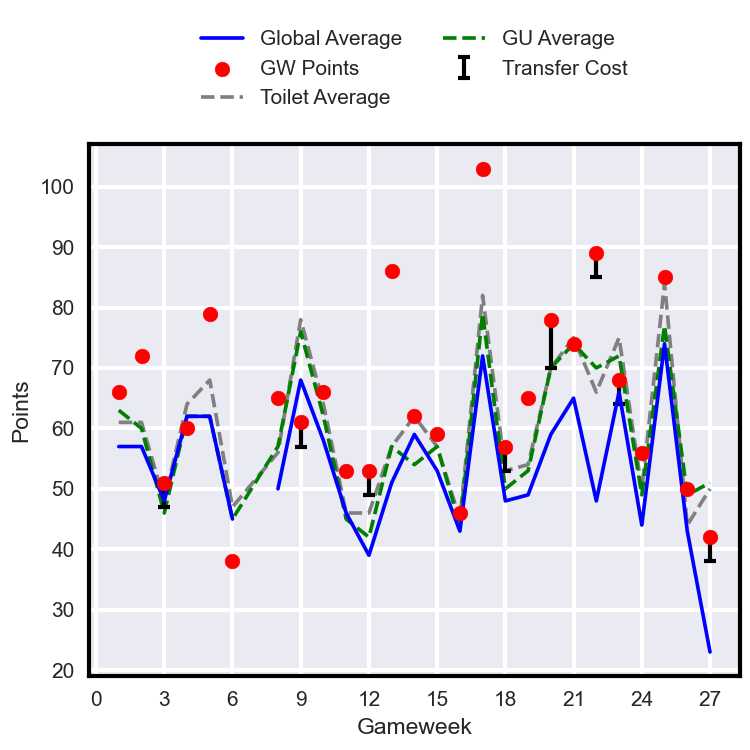 Global Average
GW Points
Toilet Average
GU Average
Transfer Cost
Points
100
90
80
70
60
50
40
30
20
0 3 6 9 12 15 18 21 24 27
Gameweek